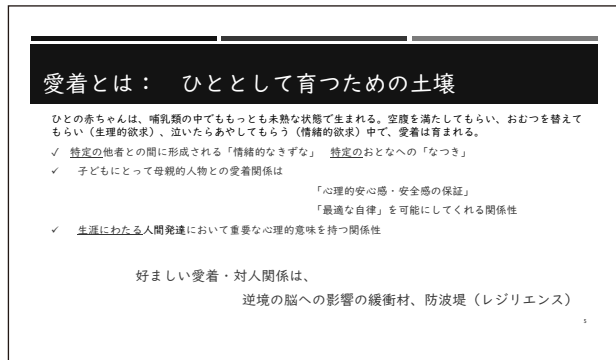 愛着とは：　ひととして育つための土壌
ひとの赤ちゃんは、哺乳類の中でももっとも未熟な状態で生まれる。空腹を満たしてもらい、おむつを替えて
もらい（生理的欲求）、泣いたらあやしてもらう（情緒的欲求）中で、愛着は育まれる。
✓ 特定の他者との間に形成される「情緒的なきずな」　特定のおとなへの「なつき」
✓ 子どもにとって母親的人物との愛着関係は
「心理的安心感・安全感の保証」
「最適な自律」を可能にしてくれる関係性
✓ 生涯にわたる人間発達において重要な心理的意味を持つ関係性
好ましい愛着・対人関係は、
逆境の脳への影響の緩衝材、防波堤（レジリエンス）
5